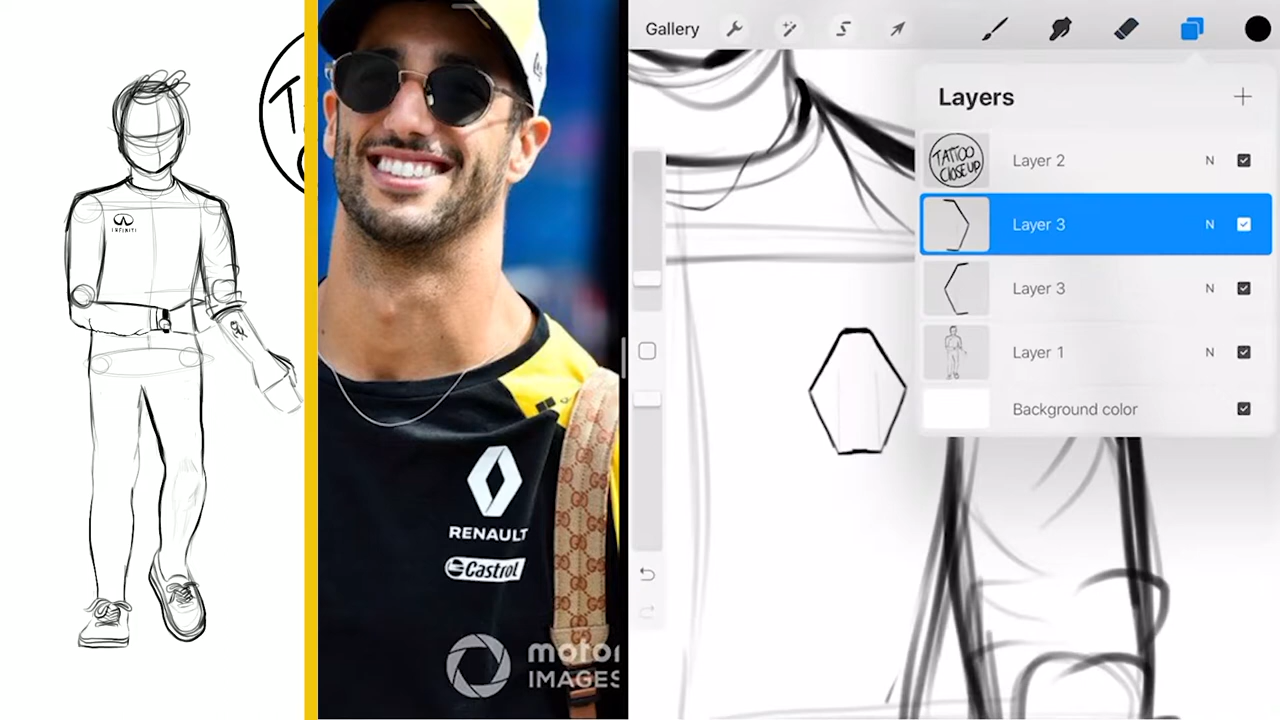 INFINITI
RENAULT
Castrol
IMAGES
Gallery
Layers
TATTOO
CLOSE UP
Layer 2
N
Layer 3
N
Layer 3
N
Layer 1
N
Background color